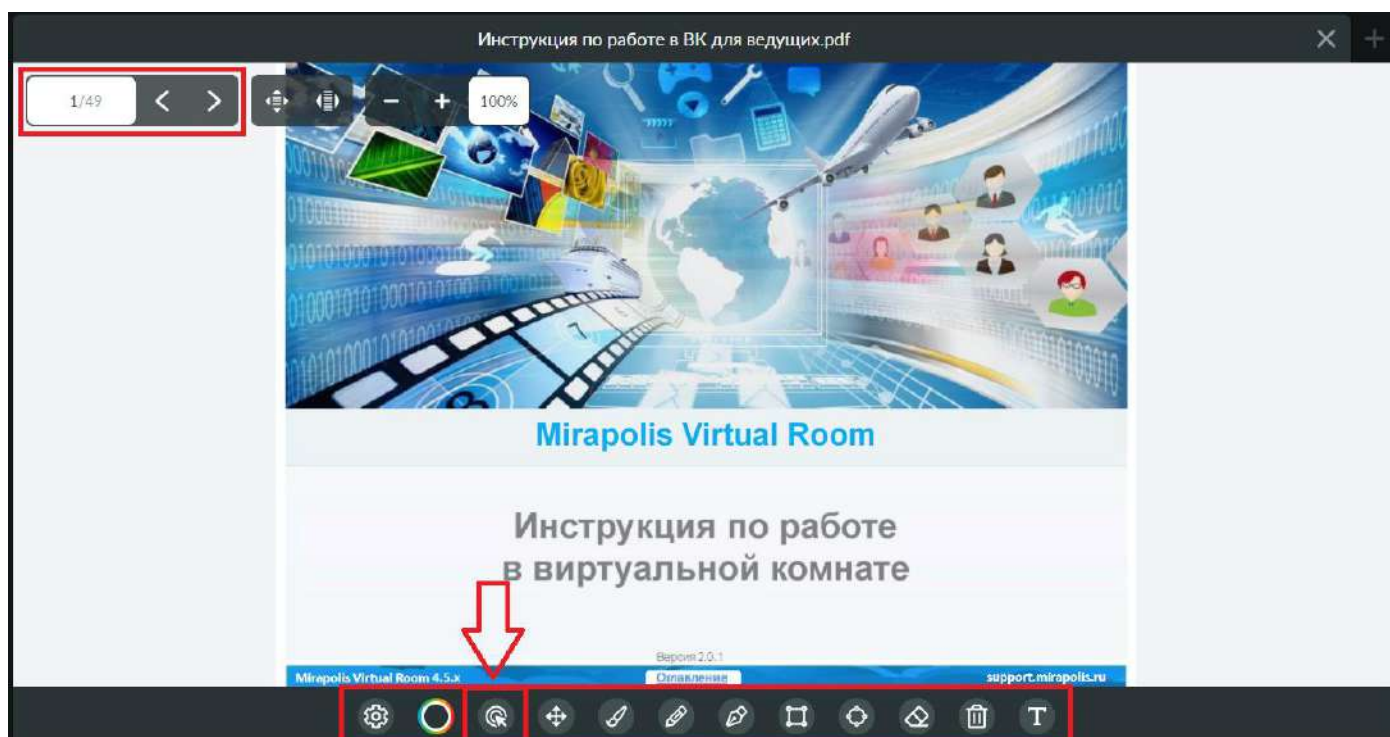 Инструкция по работе в ВК для ведущих.pdf
1/49
100%
Mirapolis Virtual Room
Инструкция по работе
в виртуальной комнате
Версия 2.0.1
Mirapolis Virtual Room 4.5.x
Оглавление
support.mirapolis.ru
T